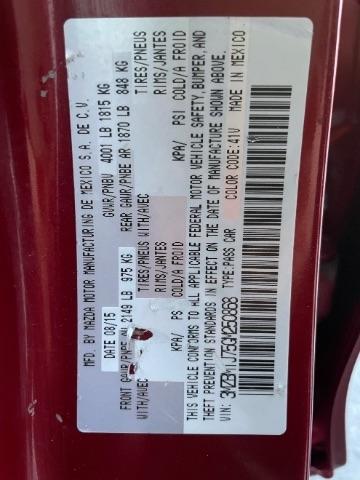 MFD. BY MAZDA MOTOR MANUFACTURING DE MEXICO S.A. DE C.V.
DATE 08/15 GVWR/PNBV 4001 LB 1815 KG
FRONT GAWR/PNBE AV 2149 LB 975 KG REAR GAWR/PNBE AR 1870 LB 848 KG
WITH/AVEC TIRES/PNEUS WITH/AVEC TIRES/PNEUS
RIMS/JANTES RIMS/JANTES
KPA/ PSI COLD/A FROID KPA/ PSI COLD/A FROID
THIS VEHICLE CONFORMS TO ALL APPLICABLE FEDERAL MOTOR VEHICLE SAFETY, BUMPER, AND
THEFT PREVENTION STANDARDS IN EFFECT ON THE DATE OF MANUFACTURE SHOWN ABOVE.
VIN: TYPE:PASS CAR COLOR CODE:41V MADE IN MEXICO